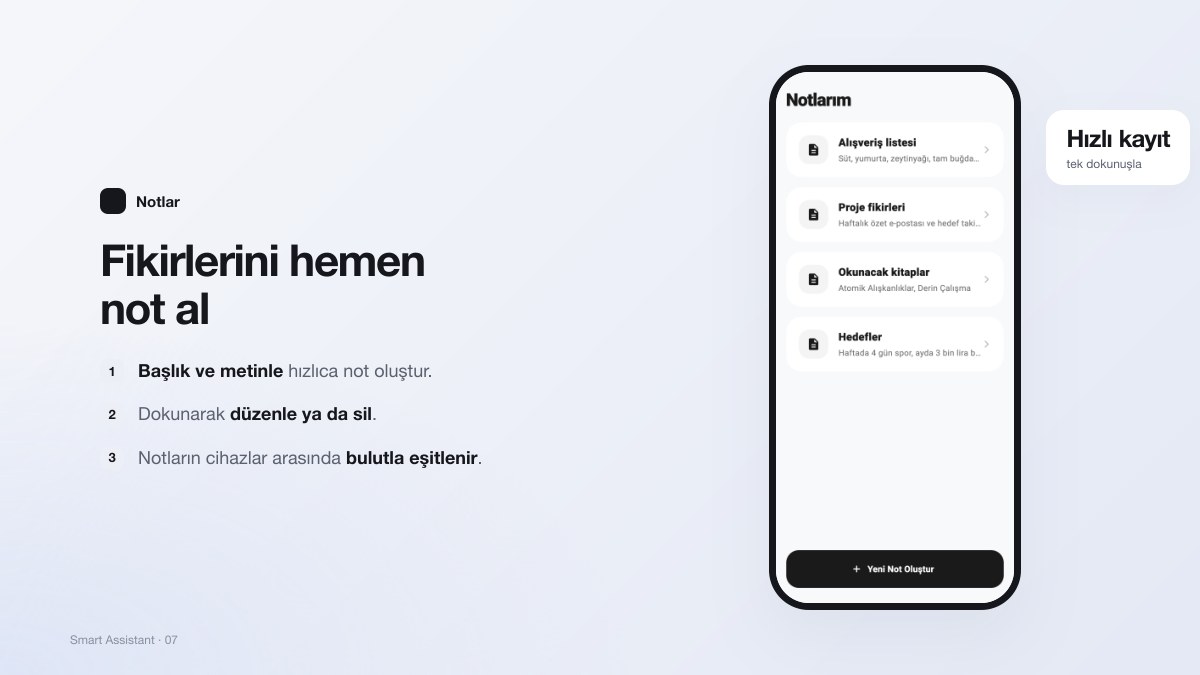 Notlar
Fikirlerini hemen
not al
1 Başlık ve metinle hızlıca not oluştur.
2 Dokunarak düzenle ya da sil.
3 Notların cihazlar arasında bulutla eşitlenir.
Smart Assistant · 07
Notlarım
Alışveriş listesi
Süt, yumurta, zeytinyağı, tam buğda...
Proje fikirleri
Haftalık özet e-postası ve hedef taki...
Okunacak kitaplar
Atomik Alışkanlıklar, Derin Çalışma
Hedefler
Haftada 4 gün spor, ayda 3 bin lira b...
+ Yeni Not Oluştur
Hızlı kayıt
tek dokunuşla